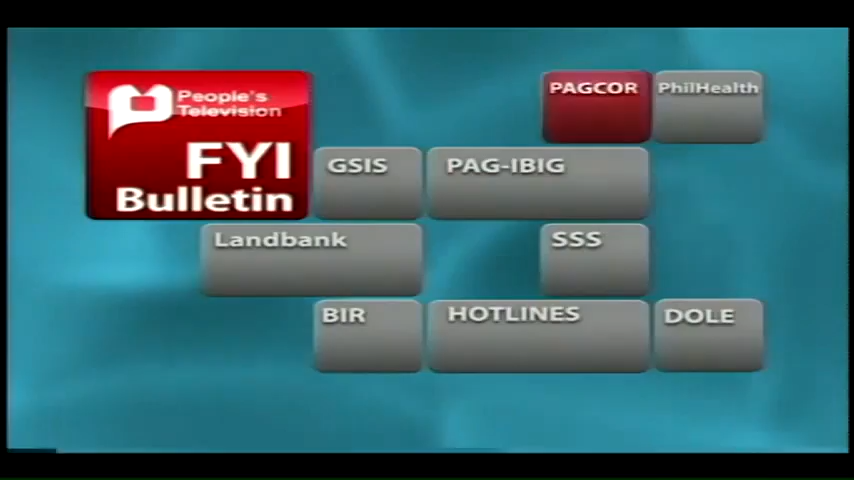 People's
Television
FYI
Bulletin
PAGCOR
PhilHealth
GSIS
PAG-IBIG
Landbank
SSS
BIR
HOTLINES
DOLE